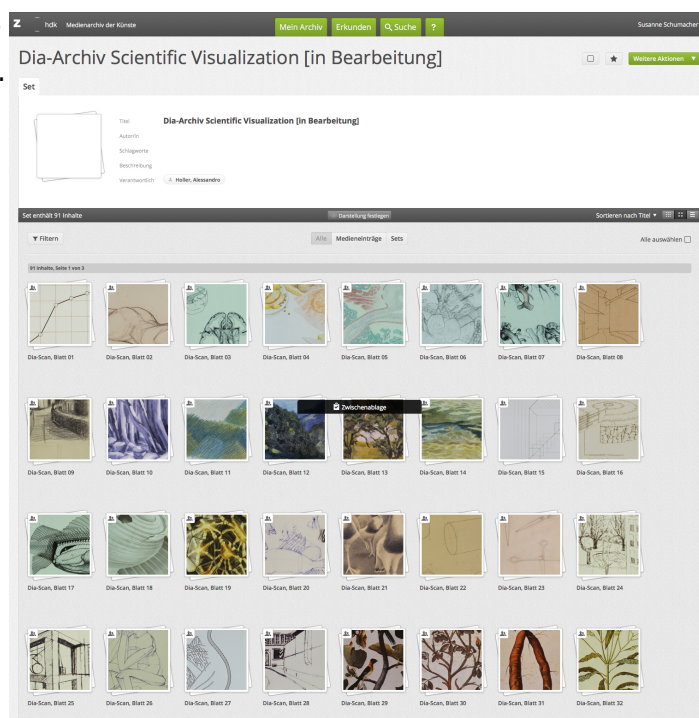 Z hdk Medienarchiv der Künste Mein Archiv Erkunden Suche ? Susanne Schumacher
Dia-Archiv Scientific Visualization [in Bearbeitung] Weitere Aktionen
Set
Titel Dia-Archiv Scientific Visualization [in Bearbeitung]
Autor/in
Schlagworte
Beschreibung
Verantwortlich Holler, Alessandro
Set enthält 91 Inhalte Darstellung festlegen Sortieren nach Titel
Filtern Alle Medieneinträge Sets Alle auswählen
91 Inhalte, Seite 1 von 3
Dia-Scan, Blatt 01 Dia-Scan, Blatt 02 Dia-Scan, Blatt 03 Dia-Scan, Blatt 04 Dia-Scan, Blatt 05 Dia-Scan, Blatt 06 Dia-Scan, Blatt 07 Dia-Scan, Blatt 08
Zwischenablage
Dia-Scan, Blatt 09 Dia-Scan, Blatt 10 Dia-Scan, Blatt 11 Dia-Scan, Blatt 12 Dia-Scan, Blatt 13 Dia-Scan, Blatt 14 Dia-Scan, Blatt 15 Dia-Scan, Blatt 16
Dia-Scan, Blatt 17 Dia-Scan, Blatt 18 Dia-Scan, Blatt 19 Dia-Scan, Blatt 20 Dia-Scan, Blatt 21 Dia-Scan, Blatt 22 Dia-Scan, Blatt 23 Dia-Scan, Blatt 24
Dia-Scan, Blatt 25 Dia-Scan, Blatt 26 Dia-Scan, Blatt 27 Dia-Scan, Blatt 28 Dia-Scan, Blatt 29 Dia-Scan, Blatt 30 Dia-Scan, Blatt 31 Dia-Scan, Blatt 32